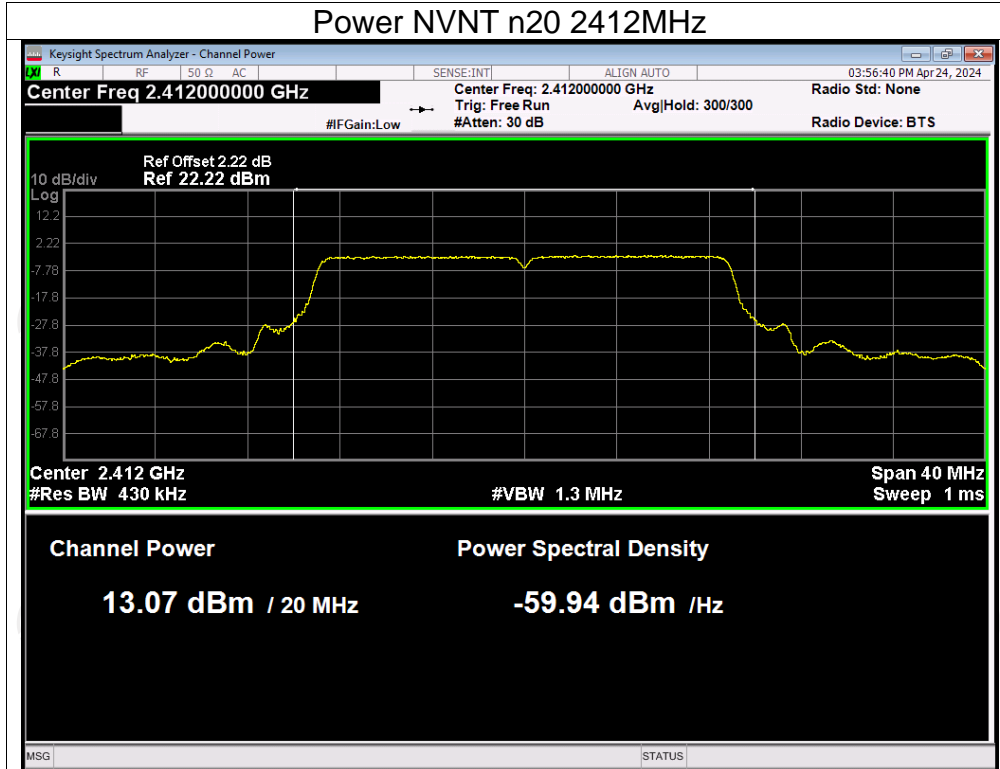 Power NVNT n20 2412MHz
Keysight Spectrum Analyzer - Channel Power
LXI R RF 50 Ω AC SENSE:INT ALIGN AUTO 03:56:40 PM Apr 24, 2024
Center Freq 2.412000000 GHz Center Freq: 2.412000000 GHz Radio Std: None
Trig: Free Run Avg|Hold: 300/300
#IFGain:Low #Atten: 30 dB Radio Device: BTS
Ref Offset 2.22 dB
10 dB/div Ref 22.22 dBm
Log
12.2
2.22
-7.78
-17.8
-27.8
-37.8
-47.8
-57.8
-67.8
Center 2.412 GHz Span 40 MHz
#Res BW 430 kHz #VBW 1.3 MHz Sweep 1 ms
Channel Power Power Spectral Density
13.07 dBm / 20 MHz -59.94 dBm /Hz
MSG STATUS